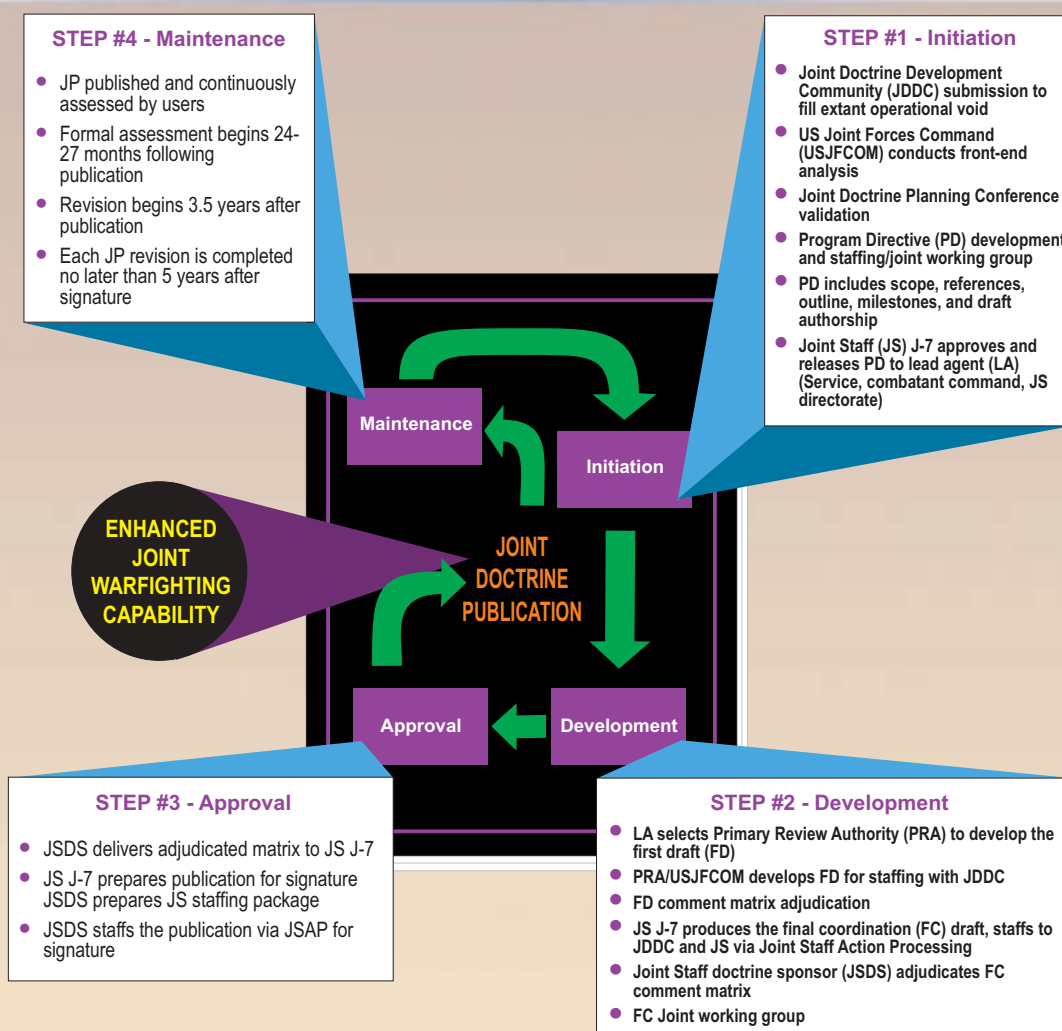 STEP #4 - Maintenance
JP published and continuously
assessed by users
Formal assessment begins 24-
27 months following
publication
Revision begins 3.5 years after
publication
Each JP revision is completed
no later than 5 years after
signature
STEP #1 - Initiation
Joint Doctrine Development
Community (JDDC) submission to
fill extant operational void
US Joint Forces Command
(USJFCOM) conducts front-end
analysis
Joint Doctrine Planning Conference
validation
Program Directive (PD) development
and staffing/joint working group
PD includes scope, references,
outline, milestones, and draft
authorship
Joint Staff (JS) J-7 approves and
releases PD to lead agent (LA)
(Service, combatant command, JS
directorate)
Maintenance
Initiation
ENHANCED
JOINT
WARFIGHTING
CAPABILITY
JOINT
DOCTRINE
PUBLICATION
Approval
Development
STEP #3 - Approval
JSDS delivers adjudicated matrix to JS J-7
JS J-7 prepares publication for signature
JSDS prepares JS staffing package
JSDS staffs the publication via JSAP for
signature
STEP #2 - Development
LA selects Primary Review Authority (PRA) to develop the
first draft (FD)
PRA/USJFCOM develops FD for staffing with JDDC
FD comment matrix adjudication
JS J-7 produces the final coordination (FC) draft, staffs to
JDDC and JS via Joint Staff Action Processing
Joint Staff doctrine sponsor (JSDS) adjudicates FC
comment matrix
FC Joint working group